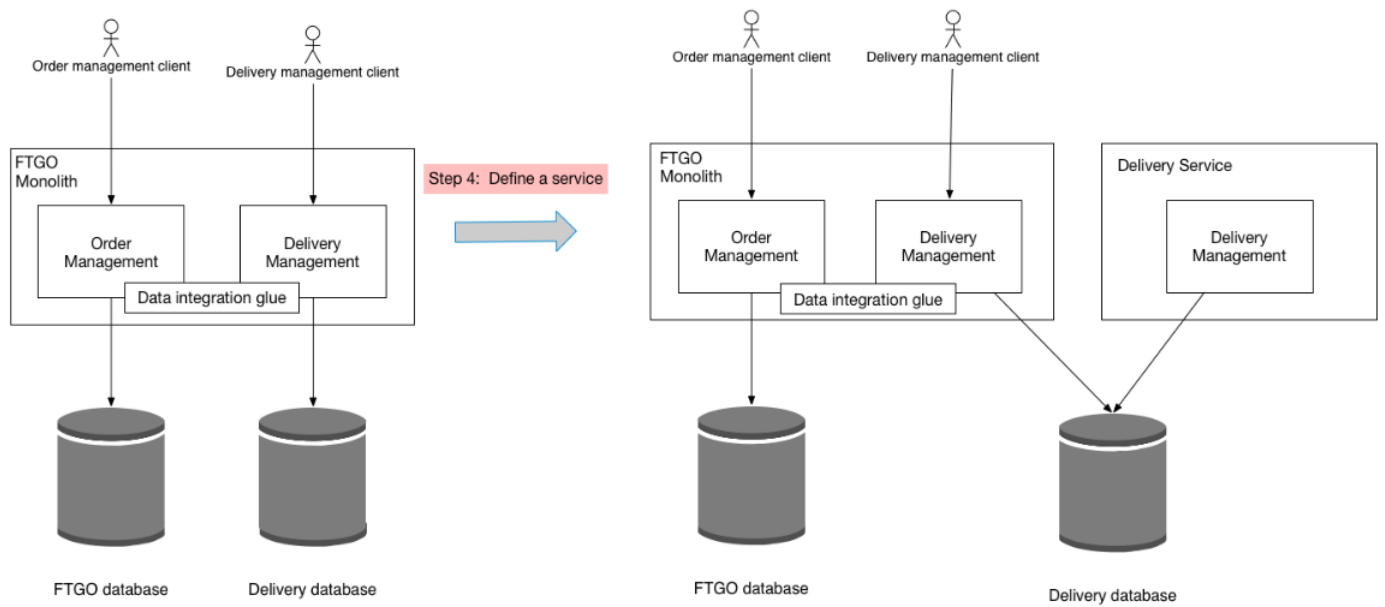 Order management client
Delivery management client
FTGO
Monolith
Order
Management
Delivery
Management
Data integration glue
FTGO database
Delivery database
Step 4:  Define a service
Order management client
Delivery management client
FTGO
Monolith
Order
Management
Delivery
Management
Data integration glue
Delivery Service
Delivery
Management
FTGO database
Delivery database